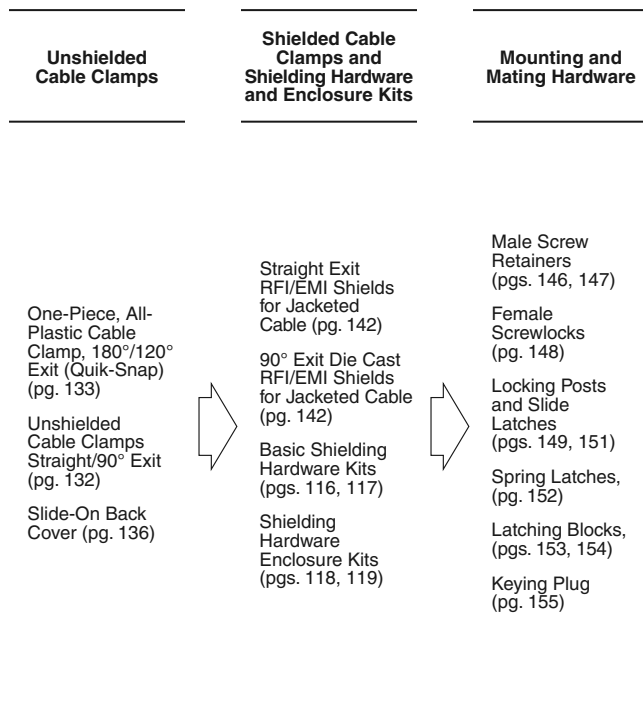 Unshielded
Cable Clamps
Shielded Cable
Clamps and
Shielding Hardware
and Enclosure Kits
Mounting and
Mating Hardware
One-Piece, All-
Plastic Cable
Clamp, 180°/120°
Exit (Quik-Snap)
(pg. 133)
Unshielded
Cable Clamps
Straight/90° Exit
(pg. 132)
Slide-On Back
Cover (pg. 136)
Straight Exit
RFI/EMI Shields
for Jacketed
Cable (pg. 142)
90° Exit Die Cast
RFI/EMI Shields
for Jacketed Cable
(pg. 142)
Basic Shielding
Hardware Kits
(pgs. 116, 117)
Shielding
Hardware
Enclosure Kits
(pgs. 118, 119)
Male Screw
Retainers
(pgs. 146, 147)
Female
Screwlocks
(pg. 148)
Locking Posts
and Slide
Latches
(pgs. 149, 151)
Spring Latches,
(pg. 152)
Latching Blocks,
(pgs. 153, 154)
Keying Plug
(pg. 155)